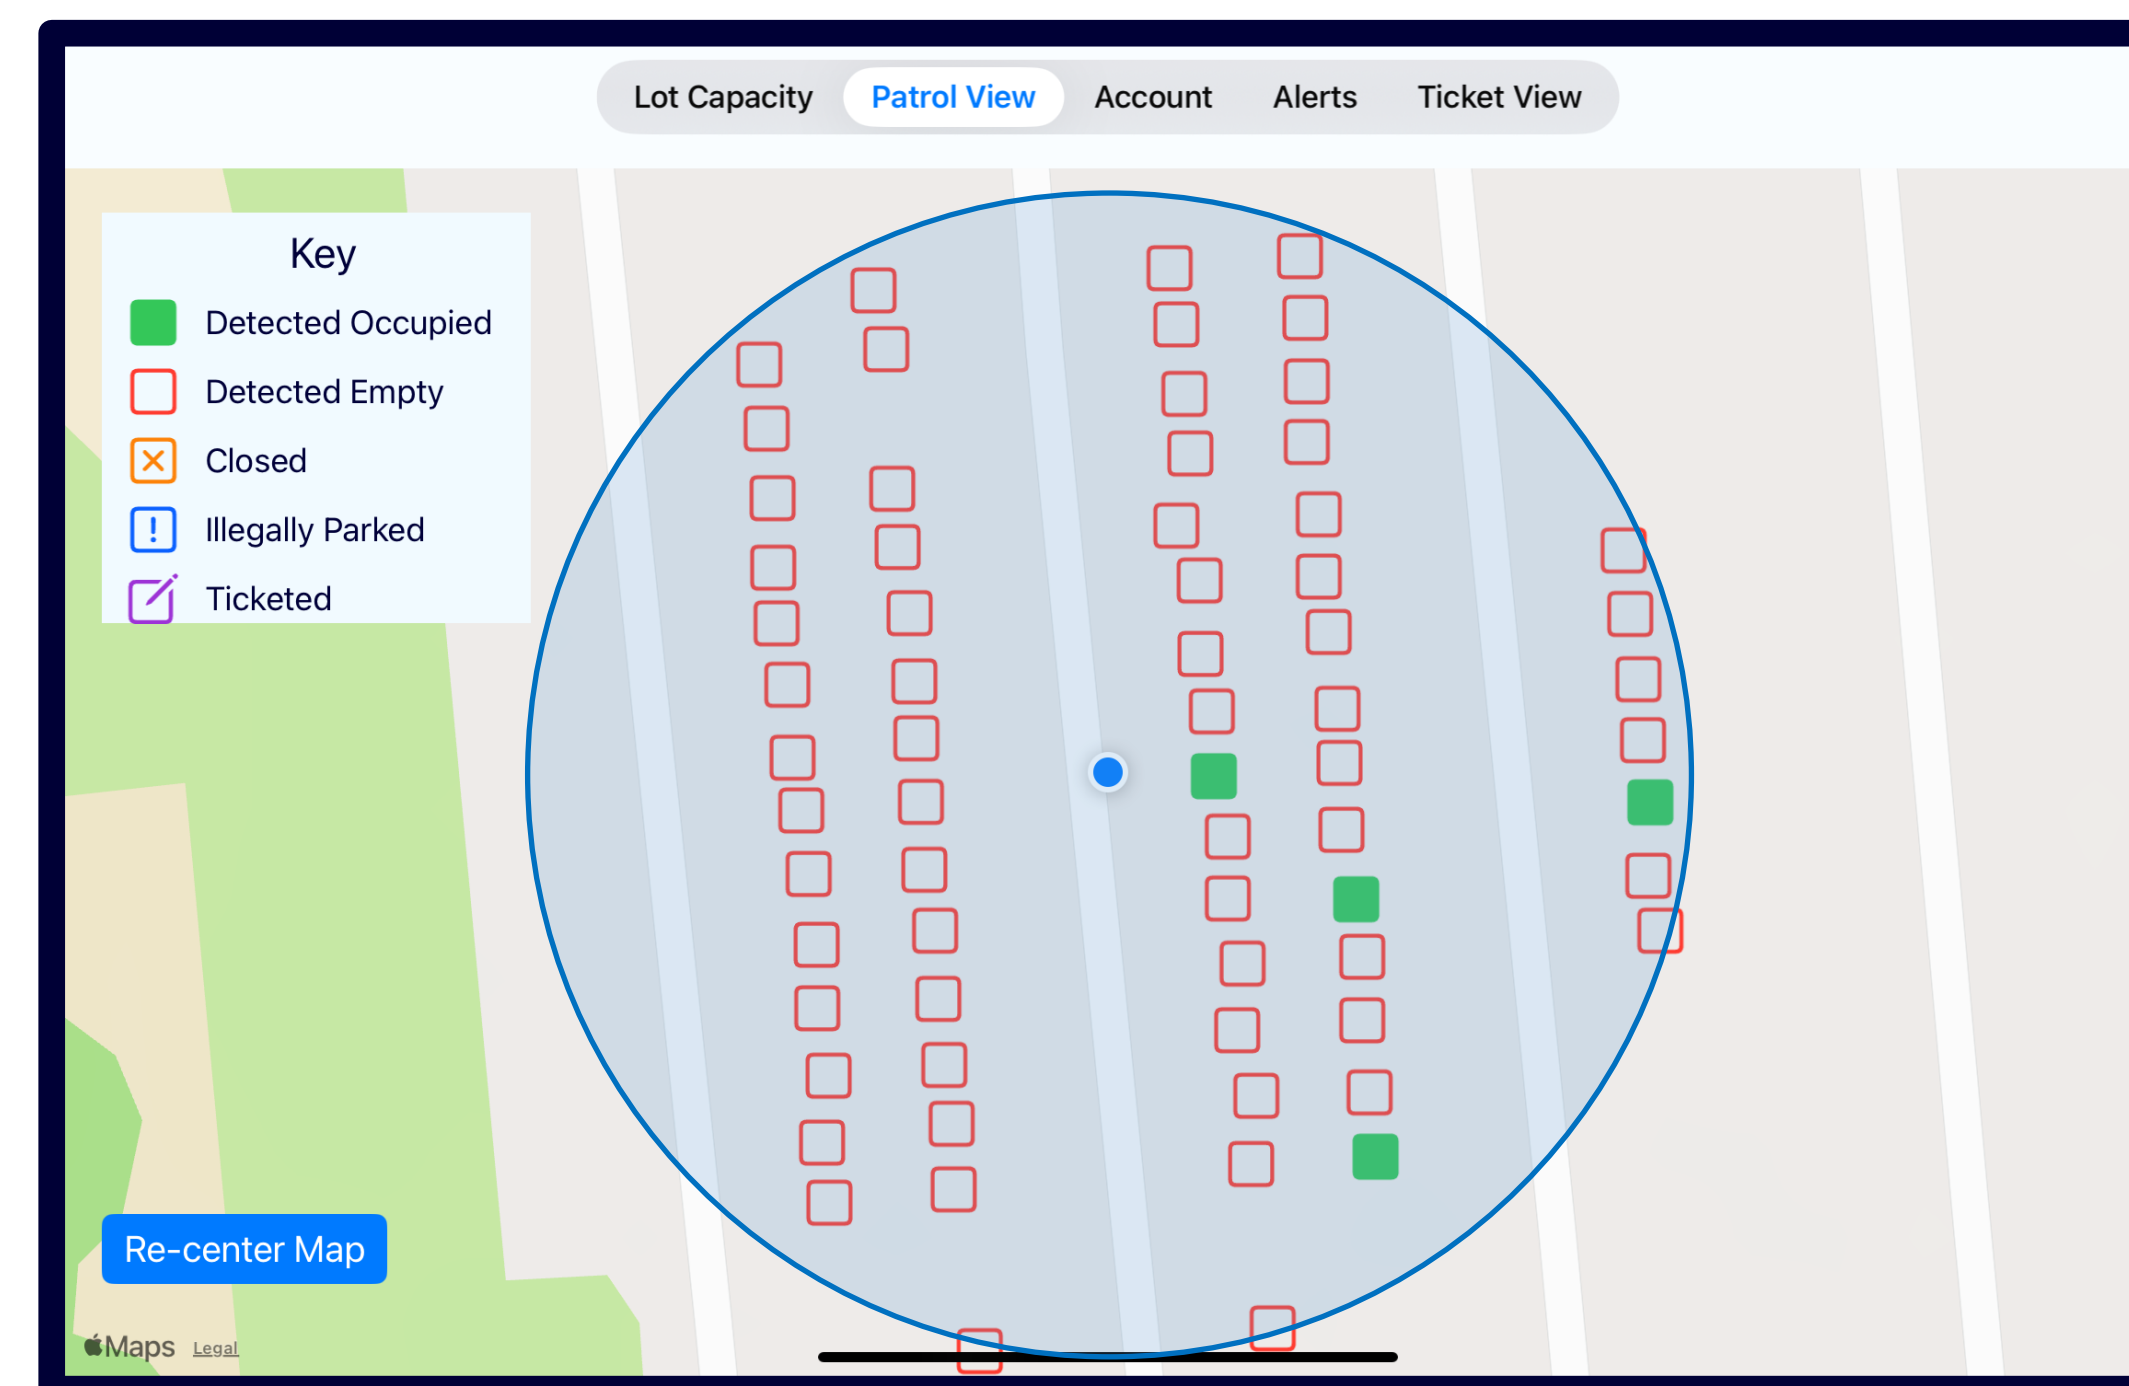 Lot Capacity Patrol View Account Alerts Ticket View
Key
Detected Occupied
Detected Empty
Closed
Illegally Parked
Ticketed
Re-center Map
Maps Legal